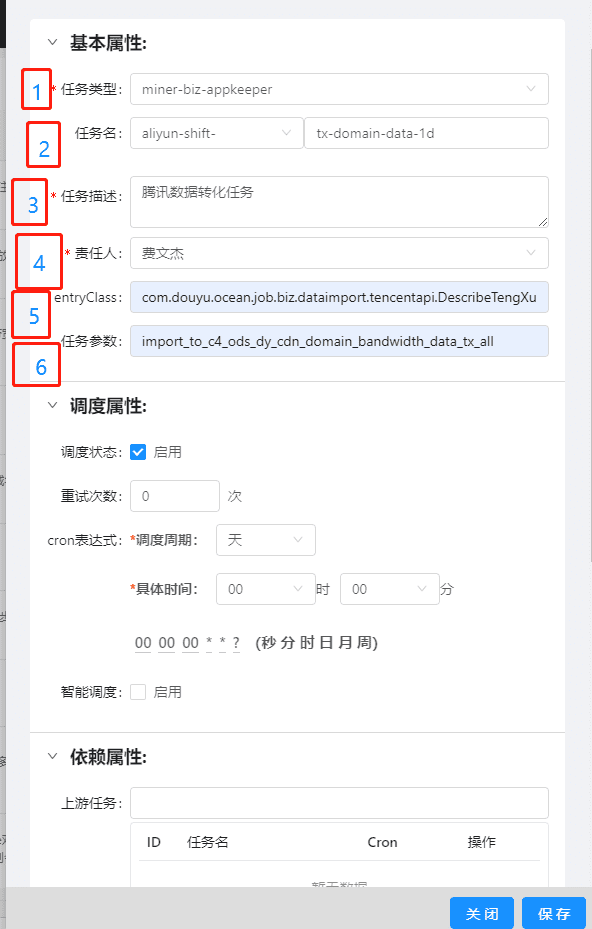 基本属性:
1 * 任务类型: miner-biz-appkeeper
2 任务名: aliyun-shift- tx-domain-data-1d
3 * 任务描述: 腾讯数据转化任务
4 * 责任人: 费文杰
5 entryClass: com.douyu.ocean.job.biz.dataimport.tencentapi.DescribeTengXu
6 任务参数: import_to_c4_ods_dy_cdn_domain_bandwidth_data_tx_all
调度属性:
调度状态: 启用
重试次数: 0 次
cron表达式: *调度周期: 天
*具体时间: 00 时 00 分
00 00 00 * * ? (秒 分 时 日 月 周)
智能调度: 启用
依赖属性:
上游任务:
ID 任务名 Cron 操作
暂无数据
关 闭 保 存